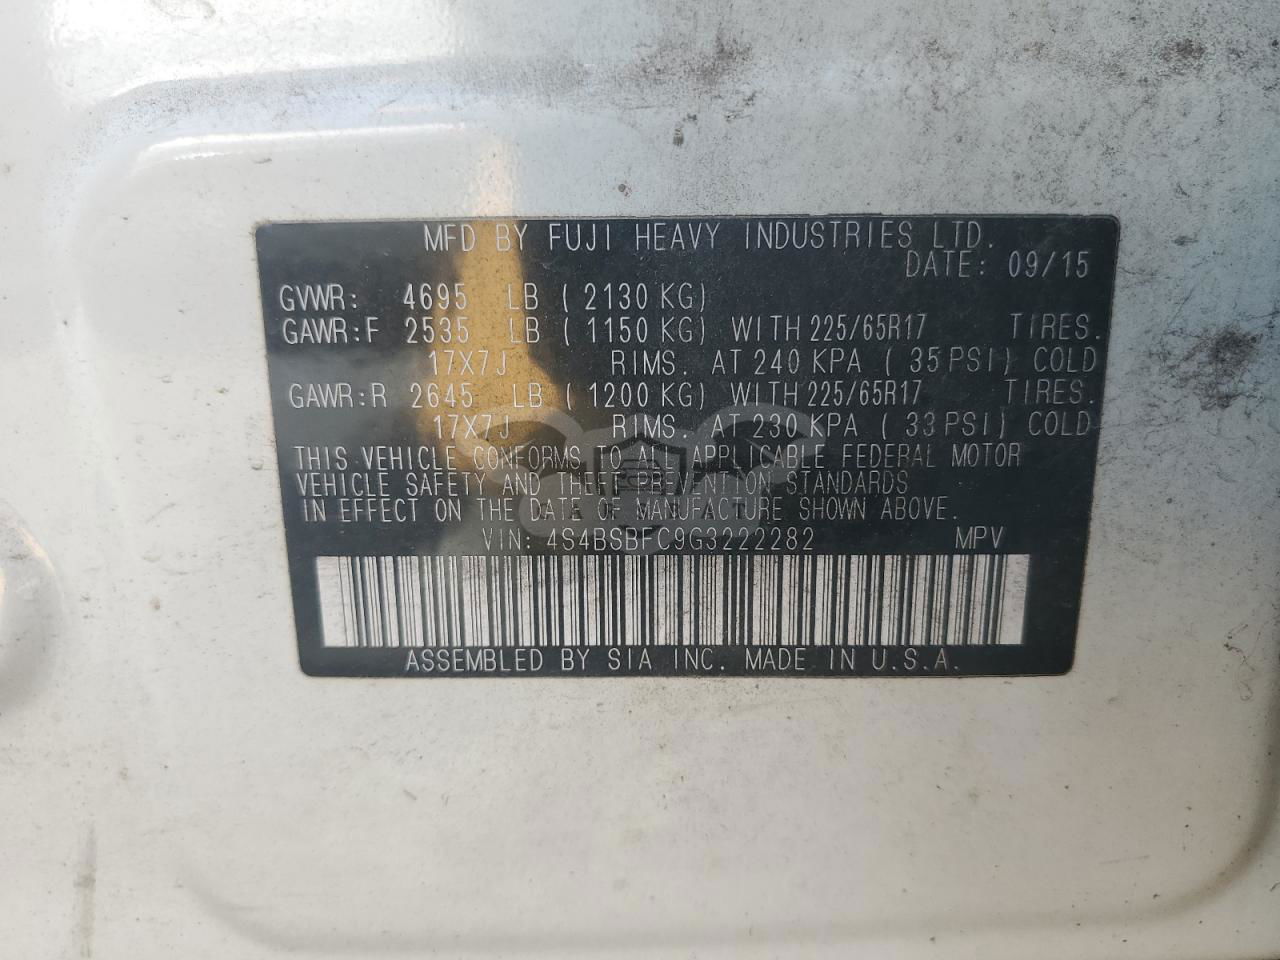 MFD BY FUJI HEAVY INDUSTRIES LTD.
DATE: 09/15
GVWR: 4695 LB (2130 KG)
GAWR:F 2535 LB (1150 KG) WITH 225/65R17 TIRES.
17X7J RIMS. AT 240 KPA (35 PSI) COLD
GAWR:R 2645 LB (1200 KG) WITH 225/65R17 TIRES.
17X7J RIMS. AT 230 KPA (33 PSI) COLD
THIS VEHICLE CONFORMS TO ALL APPLICABLE FEDERAL MOTOR
VEHICLE SAFETY AND THEFT PREVENTION STANDARDS
IN EFFECT ON THE DATE OF MANUFACTURE SHOWN ABOVE.
VIN: 4S4BSBFC9G3222282 MPV
ASSEMBLED BY SIA INC. MADE IN U.S.A.